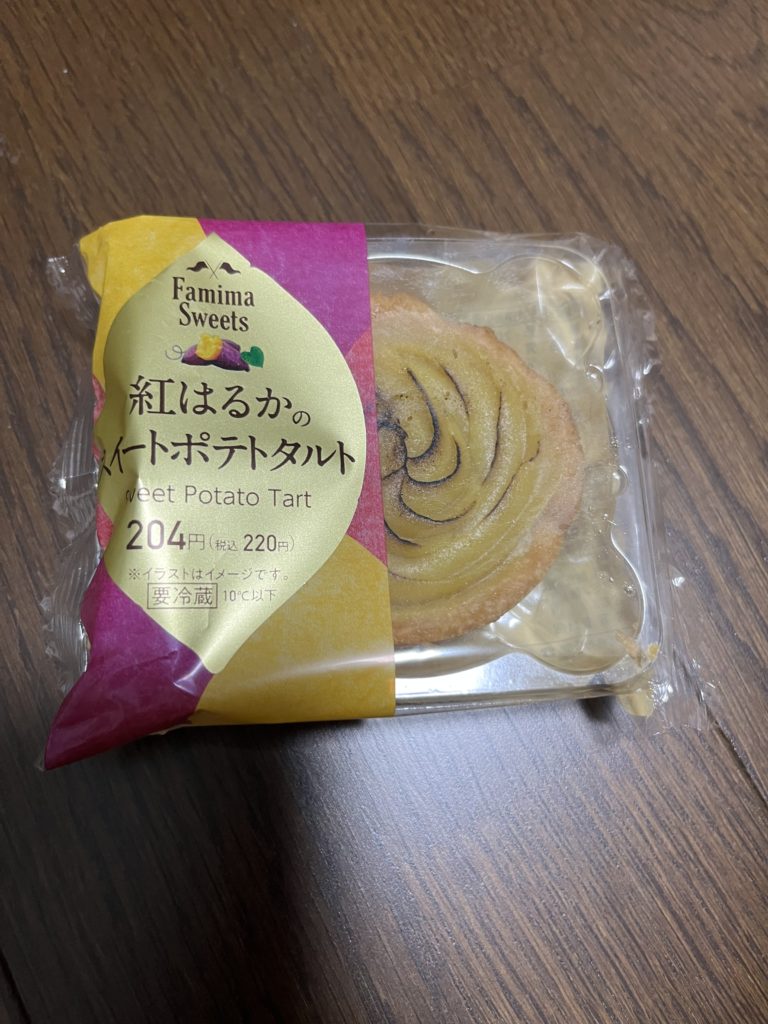 Famima
Sweets
紅はるかの
スイートポテトタルト
weet Potato Tart
204円(税込 220円)
※イラストはイメージです。
要冷蔵 10℃以下